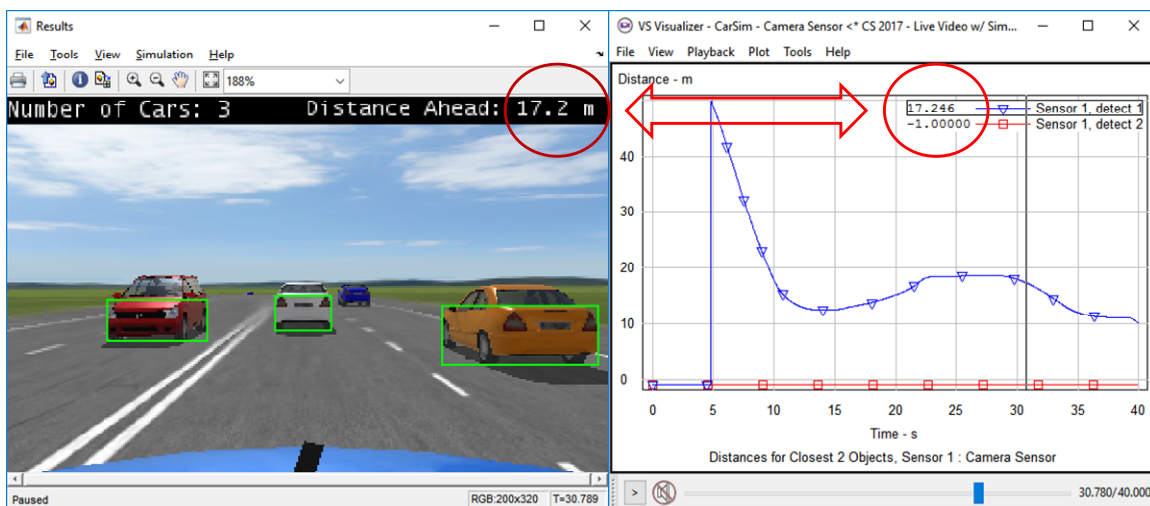 Results
File Tools View Simulation Help
188%
Number of Cars: 3 Distance Ahead: 17.2 m
Paused
RGB:200x320 T=30.789
VS Visualizer - CarSim - Camera Sensor <* CS 2017 - Live Video w/ Sim...
File View Playback Plot Tools Help
Distance - m
17.246 Sensor 1, detect 1
-1.00000 Sensor 1, detect 2
40
30
20
10
0
0 5 10 15 20 25 30 35 40
Time - s
Distances for Closest 2 Objects, Sensor 1 : Camera Sensor
> 30.780/40.000